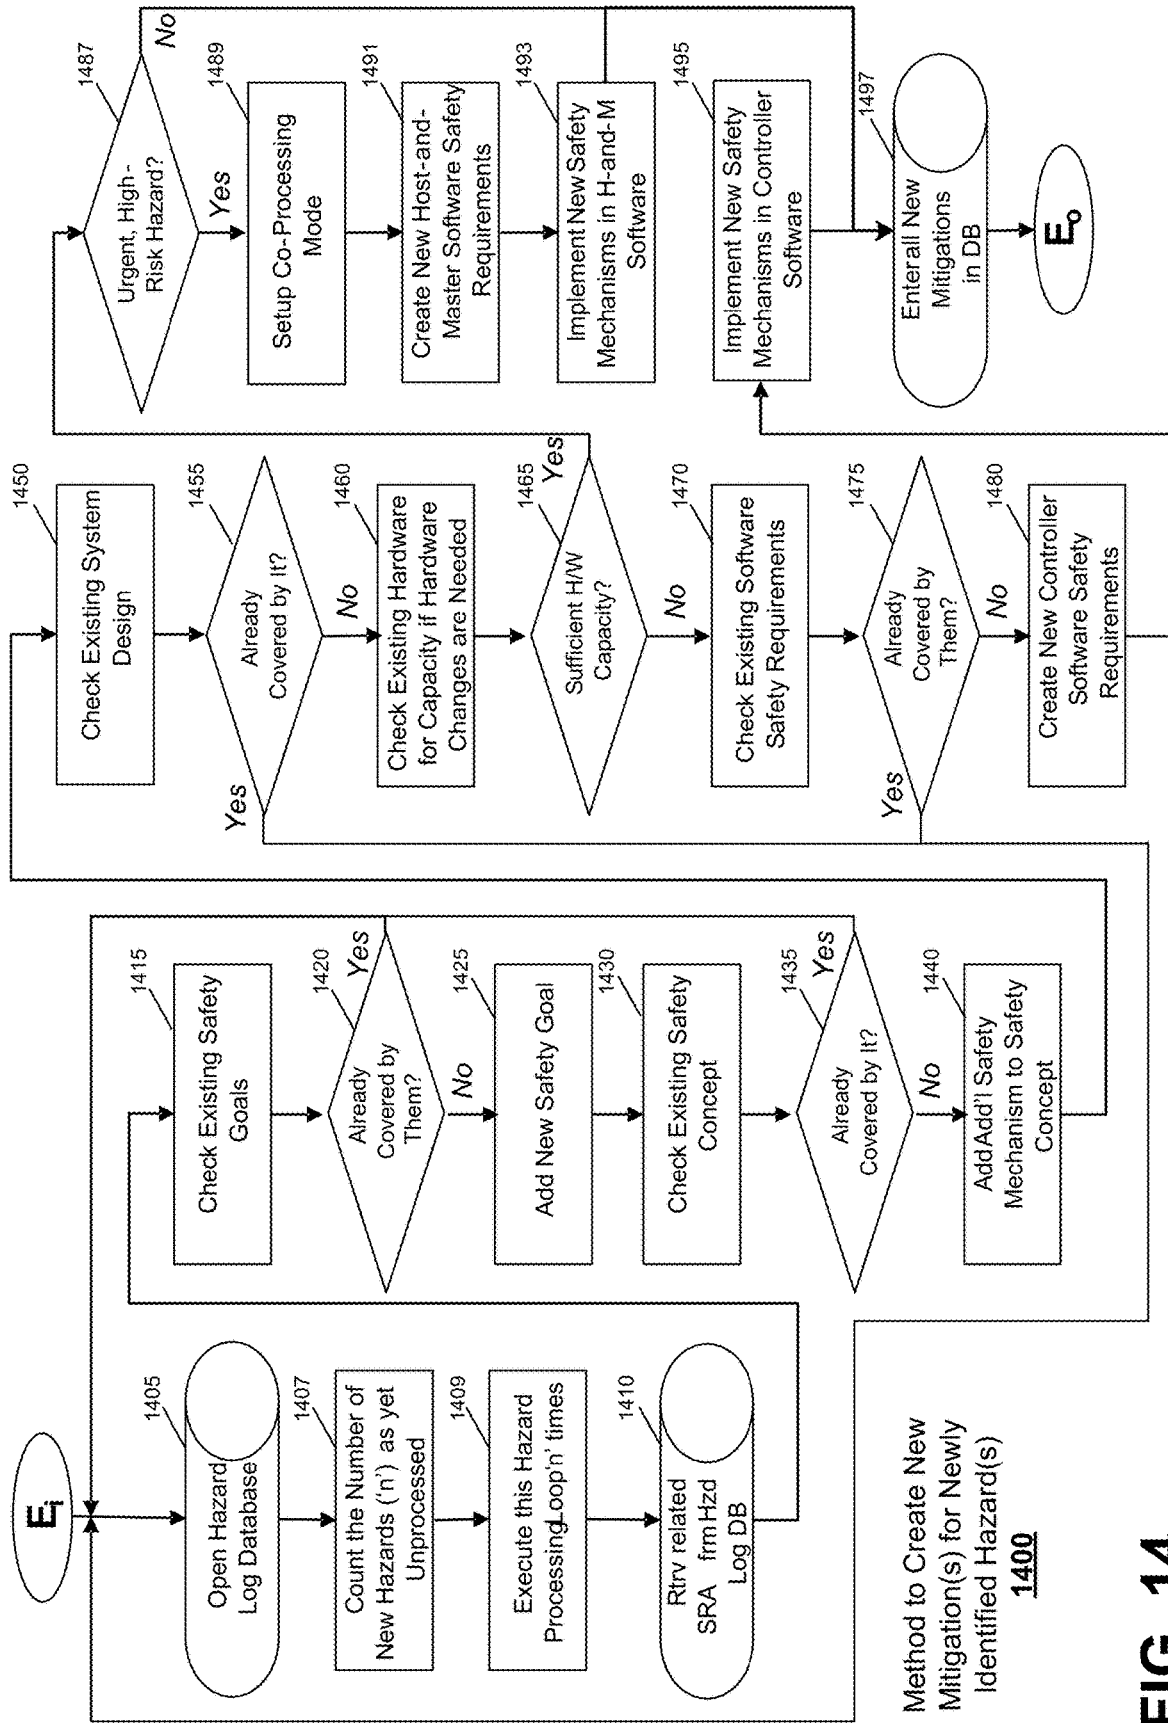 E_i
1405
Open Hazard
Log Database
1407
Count the Number of
New Hazards ('n') as yet
Unprocessed
1409
Execute this Hazard
Processing Loop 'n' times
1410
Rtrv related
SRA frm Hzd
Log DB
1415
Check Existing Safety
Goals
1420
Already
Covered by
Them?
Yes
No
1425
Add New Safety Goal
1430
Check Existing Safety
Concept
1435
Already
Covered by It?
Yes
No
1440
Add Add'l Safety
Mechanism to Safety
Concept
1450
Check Existing System
Design
1455
Already
Covered by It?
Yes
No
1460
Check Existing Hardware
for Capacity if Hardware
Changes are Needed
1465
Sufficient H/W
Capacity?
Yes
No
1470
Check Existing Software
Safety Requirements
1475
Already
Covered by
Them?
Yes
No
1480
Create New Controller
Software Safety
Requirements
1487
Urgent, High-
Risk Hazard?
No
Yes
1489
Setup Co-Processing
Mode
1491
Create New Host-and-
Master Software Safety
Requirements
1493
Implement New Safety
Mechanisms in H-and-M
Software
1495
Implement New Safety
Mechanisms in Controller
Software
1497
Enter all New
Mitigations
in DB
E_o
Method to Create New
Mitigation(s) for Newly
Identified Hazard(s)
1400
FIG. 14